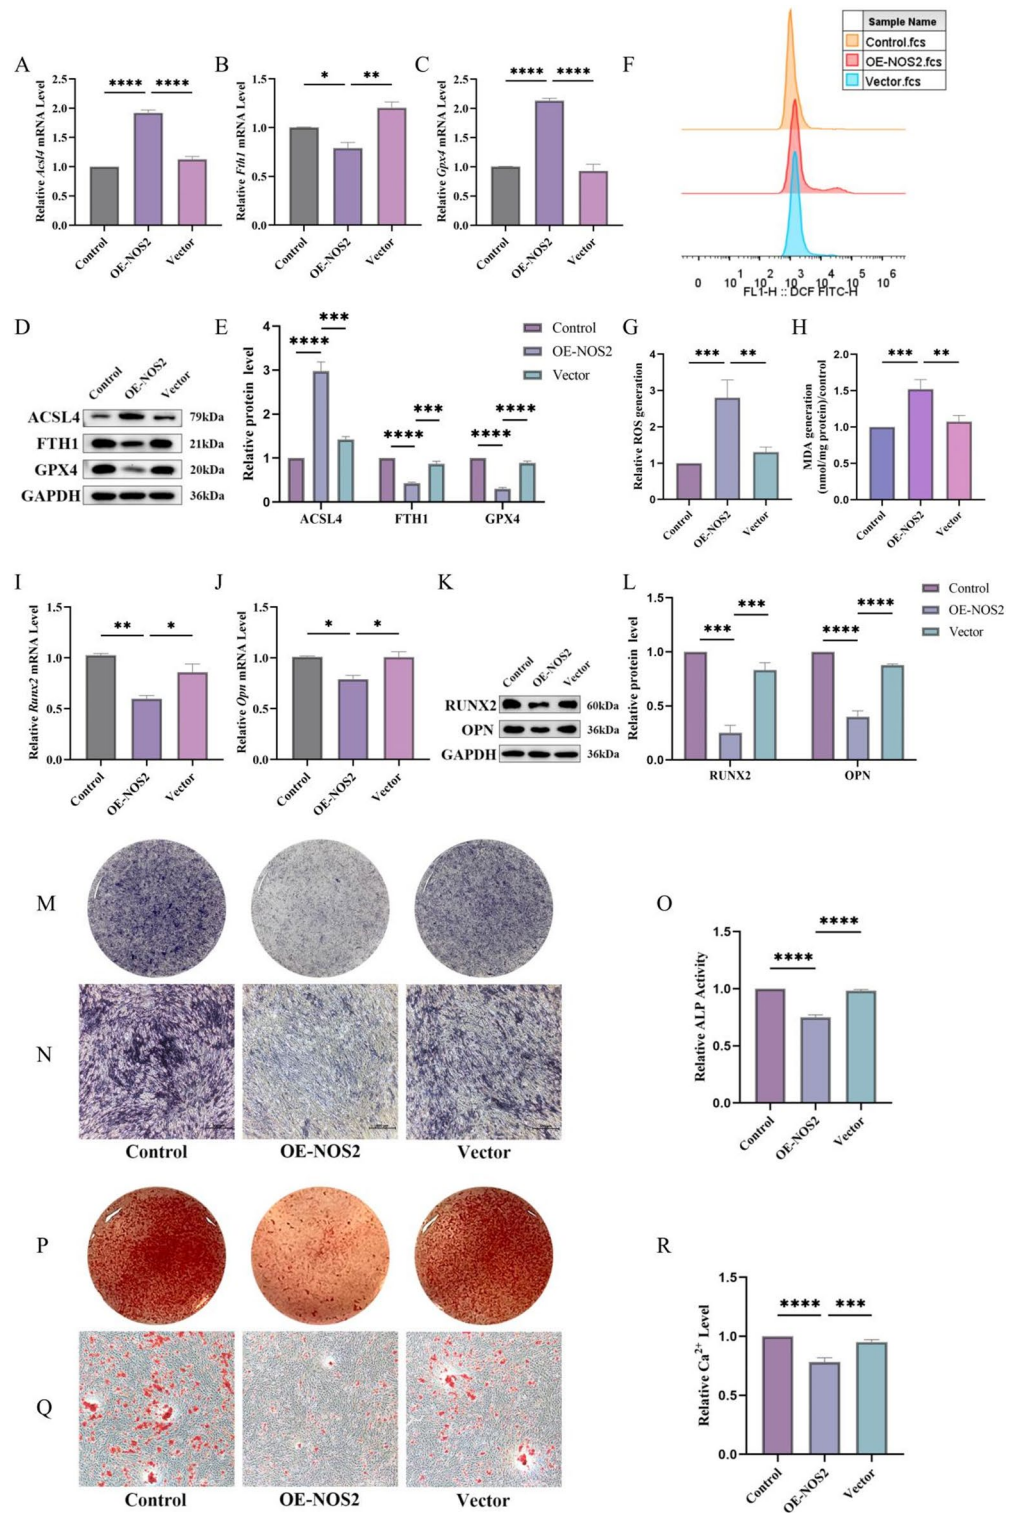 A
Relative Acsl4 mRNA Level
2.5
2.0
1.5
1.0
0.5
0.0
**** ****
Control
OE-NOS2
Vector
B
Relative Fth1 mRNA Level
1.5
1.0
0.5
0.0
* **
Control
OE-NOS2
Vector
C
Relative Gpx4 mRNA Level
2.5
2.0
1.5
1.0
0.5
0.0
**** ****
Control
OE-NOS2
Vector
F
Sample Name
Control.fcs
OE-NOS2.fcs
Vector.fcs
0 10¹ 10² 10³ 10⁴ 10⁵ 10⁶
FL1-H :: DCF FITC-H
D
Control OE-NOS2 Vector
ACSL4 79kDa
FTH1 21kDa
GPX4 20kDa
GAPDH 36kDa
E
Relative protein level
4
3
2
1
0
*** 
****
***
****
****
****
ACSL4 FTH1 GPX4
Control
OE-NOS2
Vector
G
Relative ROS generation
4
3
2
1
0
*** **
Control
OE-NOS2
Vector
H
MDA generation
(nmol/mg protein)/control
2.0
1.5
1.0
0.5
0.0
*** **
Control
OE-NOS2
Vector
I
Relative Runx2 mRNA Level
1.5
1.0
0.5
0.0
** *
Control
OE-NOS2
Vector
J
Relative Opn mRNA Level
1.5
1.0
0.5
0.0
* *
Control
OE-NOS2
Vector
K
Control OE-NOS2 Vector
RUNX2 60kDa
OPN 36kDa
GAPDH 36kDa
L
Relative protein level
1.5
1.0
0.5
0.0
***
***
****
****
RUNX2 OPN
Control
OE-NOS2
Vector
M
N
Control OE-NOS2 Vector
O
Relative ALP Activity
1.5
1.0
0.5
0.0
****
****
Control
OE-NOS2
Vector
P
Q
Control OE-NOS2 Vector
R
Relative Ca²⁺ Level
1.5
1.0
0.5
0.0
**** ***
Control
OE-NOS2
Vector